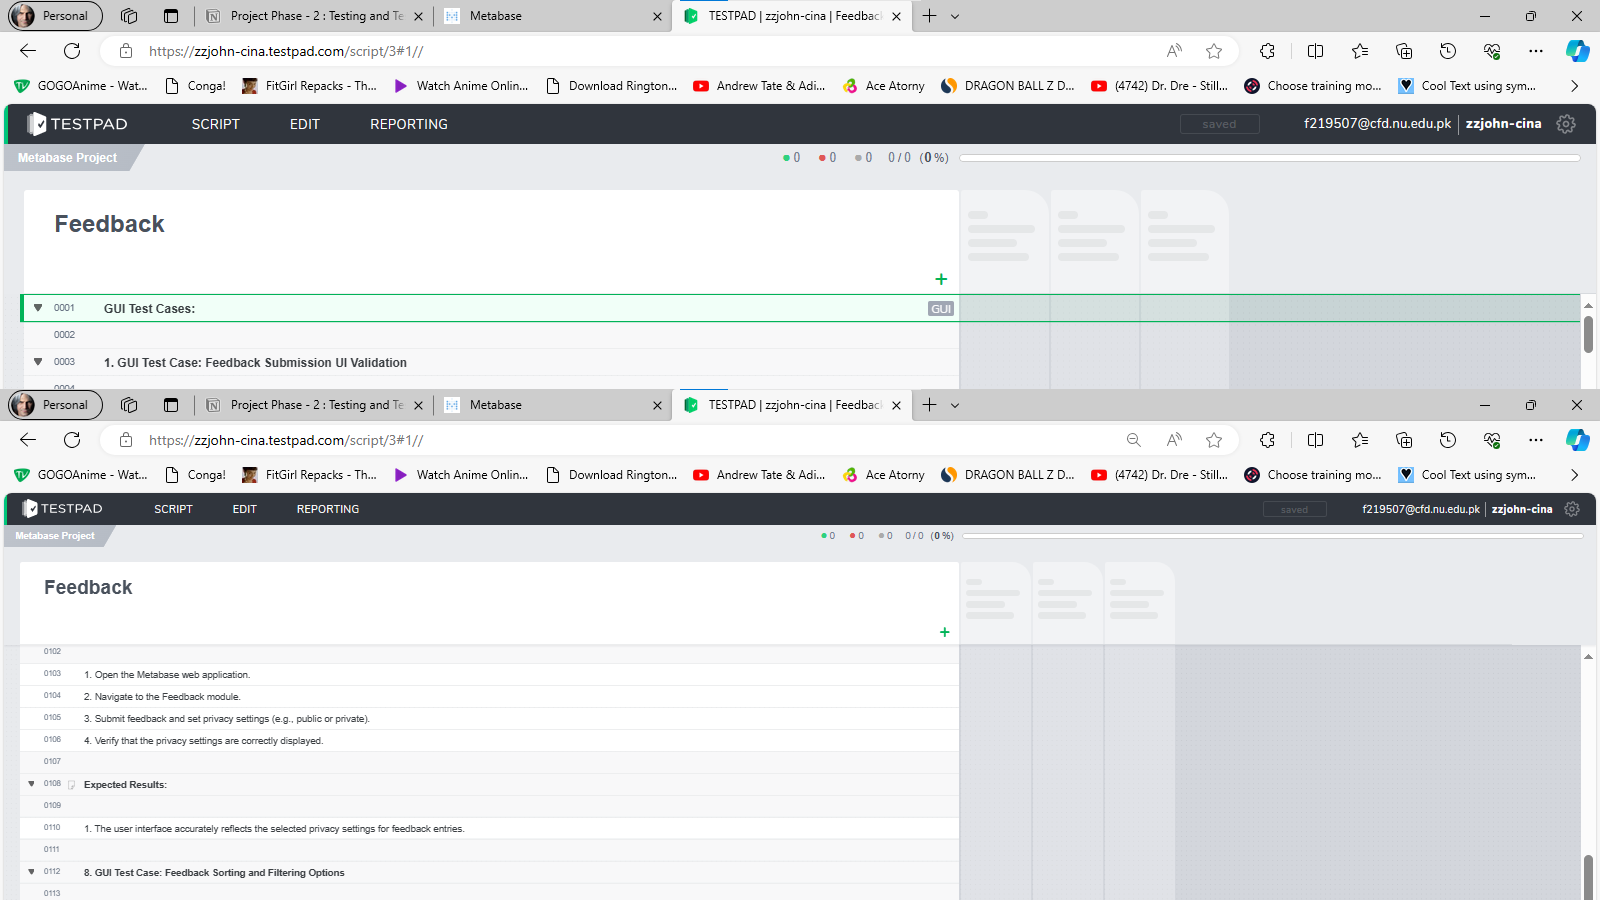 Personal
Project Phase - 2 : Testing and Te
Metabase
TESTPAD | zzjohn-cina | Feedback
https://zzjohn-cina.testpad.com/script/3#1//
GOGOAnime - Wat...
Conga!
FitGirl Repacks - Th...
Watch Anime Onlin...
Download Rington...
Andrew Tate & Adi...
Ace Atorny
DRAGON BALL Z D...
(4742) Dr. Dre - Still...
Choose training mo...
Cool Text using sym...
TESTPAD
SCRIPT
EDIT
REPORTING
saved
f219507@cfd.nu.edu.pk
zzjohn-cina
Metabase Project
0 0 0 0 / 0 (0 %)
Feedback
+
0001 GUI Test Cases: GUI
0002
0003 1. GUI Test Case: Feedback Submission UI Validation
0004
Personal
Project Phase - 2 : Testing and Te
Metabase
TESTPAD | zzjohn-cina | Feedback
https://zzjohn-cina.testpad.com/script/3#1//
GOGOAnime - Wat...
Conga!
FitGirl Repacks - Th...
Watch Anime Onlin...
Download Rington...
Andrew Tate & Adi...
Ace Atorny
DRAGON BALL Z D...
(4742) Dr. Dre - Still...
Choose training mo...
Cool Text using sym...
TESTPAD
SCRIPT
EDIT
REPORTING
saved
f219507@cfd.nu.edu.pk
zzjohn-cina
Metabase Project
0 0 0 0 / 0 (0 %)
Feedback
+
0102
0103 1. Open the Metabase web application.
0104 2. Navigate to the Feedback module.
0105 3. Submit feedback and set privacy settings (e.g., public or private).
0106 4. Verify that the privacy settings are correctly displayed.
0107
0108 Expected Results:
0109
0110 1. The user interface accurately reflects the selected privacy settings for feedback entries.
0111
0112 8. GUI Test Case: Feedback Sorting and Filtering Options
0113